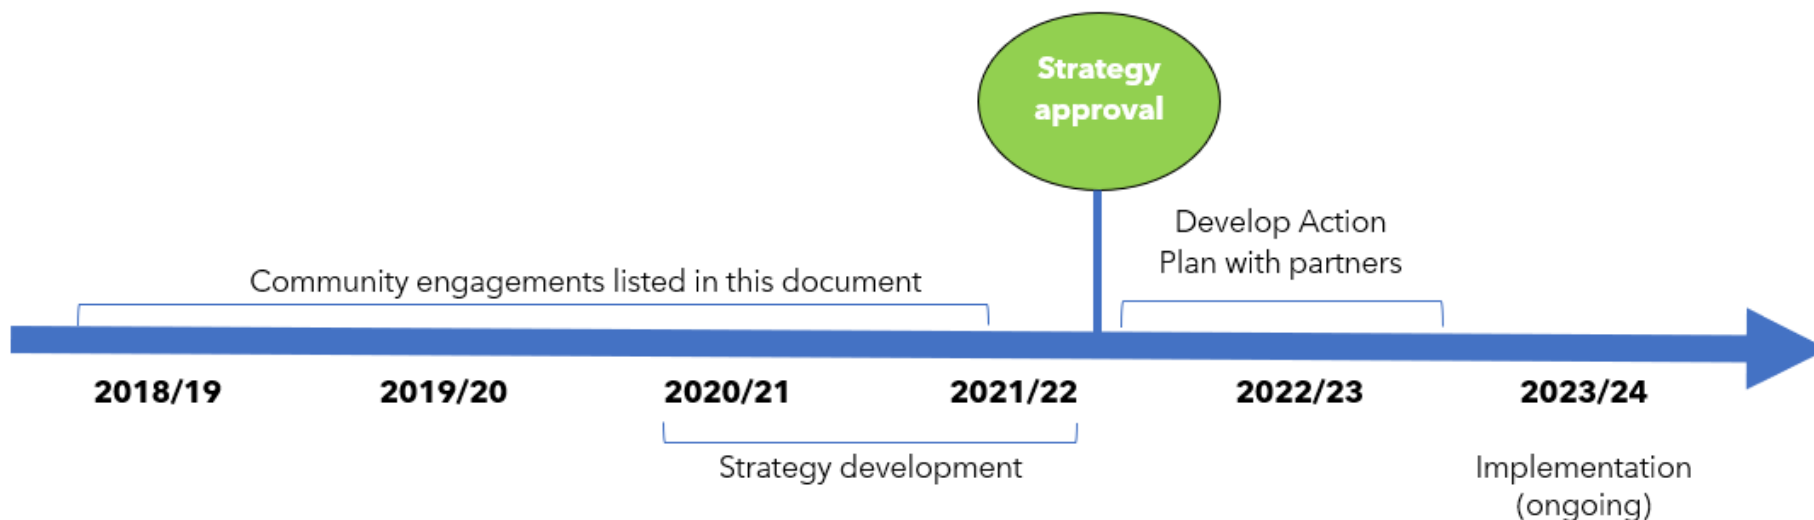 Strategy
approval
Develop Action
Plan with partners
Community engagements listed in this document
2018/19
2019/20
2020/21
2021/22
2022/23
2023/24
Strategy development
Implementation
(ongoing)